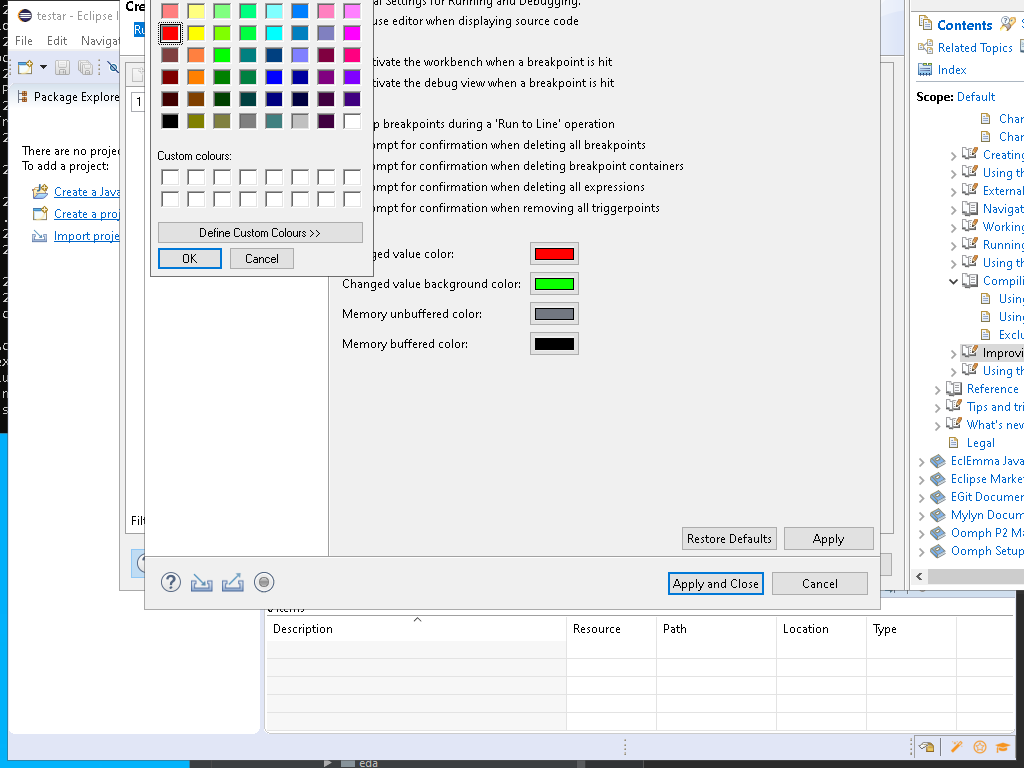 testar - Eclipse I
File Edit Navigat
Package Explore
There are no projec
To add a project:
Create a Java
Create a proj
Import proje
Cre
1
Filt
al Settings for Running and Debugging.
use editor when displaying source code
tivate the workbench when a breakpoint is hit
tivate the debug view when a breakpoint is hit
p breakpoints during a 'Run to Line' operation
ompt for confirmation when deleting all breakpoints
ompt for confirmation when deleting breakpoint containers
ompt for confirmation when deleting all expressions
ompt for confirmation when removing all triggerpoints
ged value color:
Changed value background color:
Memory unbuffered color:
Memory buffered color:
Restore Defaults Apply
Apply and Close Cancel
Custom colours:
Define Custom Colours >>
OK Cancel
Contents
Related Topics
Index
Scope: Default
Char
Char
Creating
Using th
External
Navigat
Working
Running
Using th
Compili
Using
Using
Exclu
Improvi
Using th
Reference
Tips and tri
What's new
Legal
EclEmma Java
Eclipse Marke
EGit Documer
Mylyn Docum
Oomph P2 Ma
Oomph Setup
Description Resource Path Location Type
eda